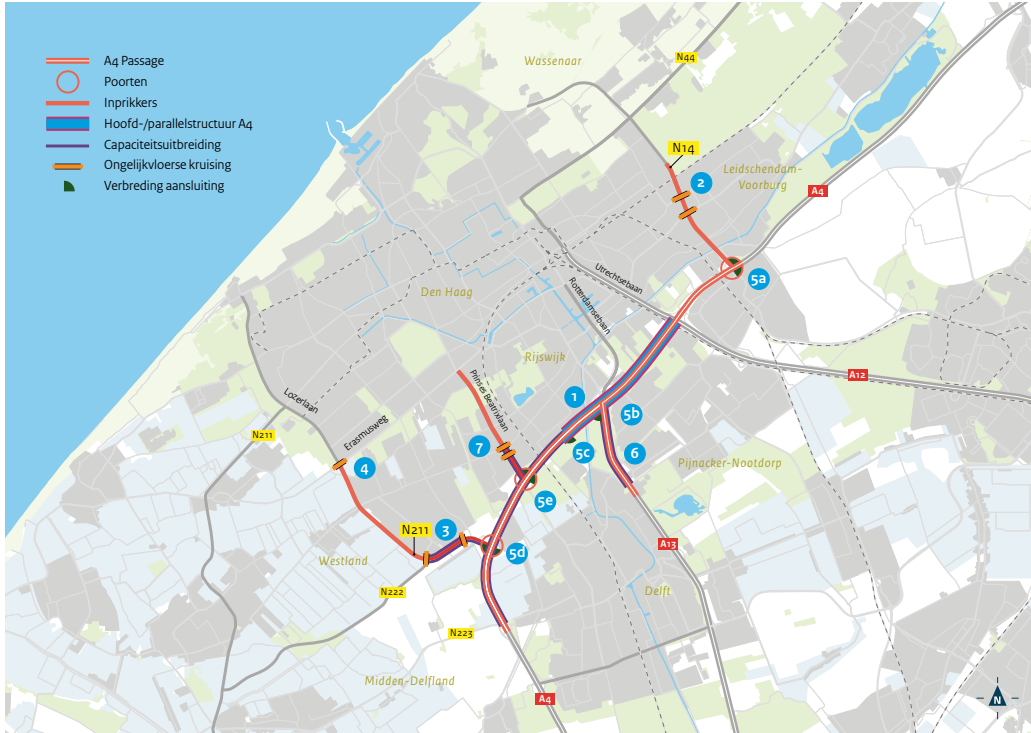 A4 Passage
Poorten
Inprikkers
Hoofd-/parallelstructuur A4
Capaciteitsuitbreiding
Ongelijkvloerse kruising
Verbreding aansluiting
Wassenaar
N44
N14
2
Leidschendam-
Voorburg
A4
5a
Utrechtsebaan
Den Haag
Rotterdamsebaan
Rijswijk
A12
Prinses Beatrixlaan
1
5b
Lozerlaan
Erasmusweg
N211
7
5c
6
4
Pijnacker-Nootdorp
5e
N211
3
5d
A13
Westland
N222
Delft
N223
Midden-Delfland
A4
N